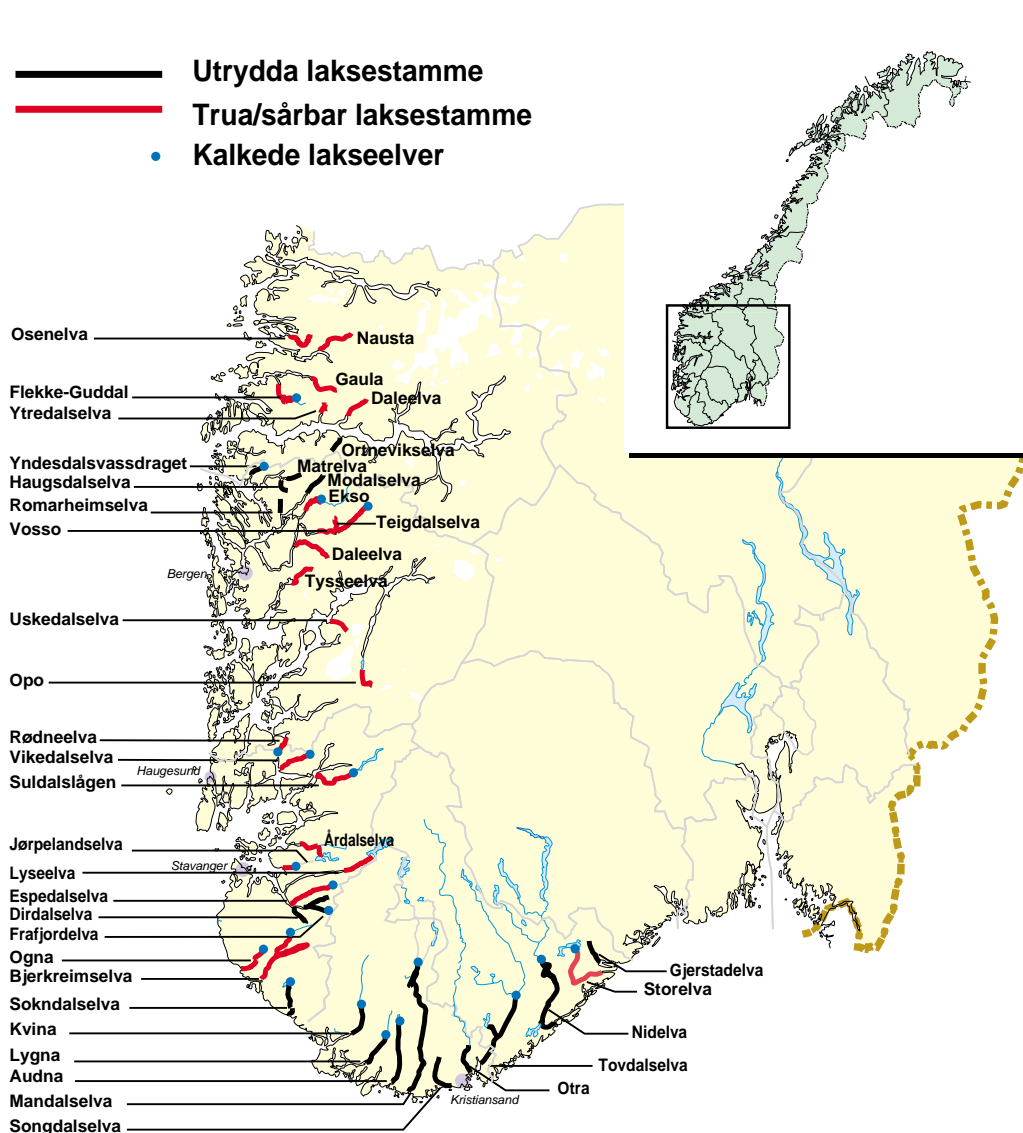 Utrydda laksestamme
Trua/sårbar laksestamme
Kalkede lakseelver
Osenelva
Nausta
Gaula
Flekke-Guddal
Daleelva
Ytredalselva
Ortnevikselva
Yndesdalsvassdraget
Matrelva
Haugsdalselva
Modalselva
Ekso
Romarheimselva
Teigdalselva
Vosso
Daleelva
Bergen
Tysseelva
Uskedalselva
Opo
Rødneelva
Vikedalselva
Haugesund
Suldalslågen
Årdalselva
Jørpelandselva
Stavanger
Lyseelva
Espedalselva
Dirdalselva
Frafjordelva
Ogna
Bjerkreimselva
Gjerstadelva
Storelva
Sokndalselva
Kvina
Nidelva
Lygna
Tovdalselva
Audna
Otra
Mandalselva
Kristiansand
Songdalselva